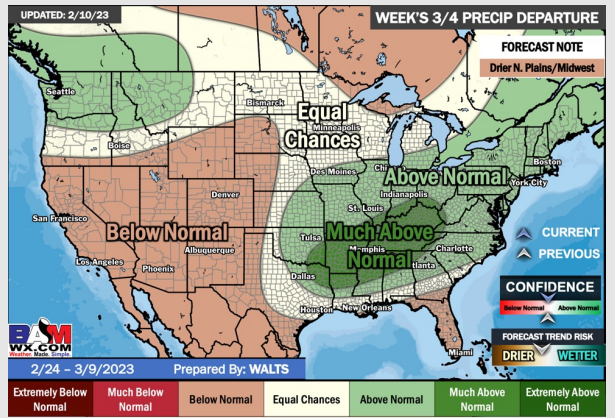 UPDATED: 2/10/23
WEEK'S 3/4 PRECIP DEPARTURE
FORECAST NOTE
Drier N. Plains/Midwest
Seattle
Bismarck
Equal
Chances
Minneapolis
Boise
Des Moines
Chi
Above Normal
Boston
York City
Indianapolis
Denver
St. Louis
San Francisco
Below Normal
Much Above
Normal
CURRENT
PREVIOUS
Tulsa
Memphis
Charlotte
Albuquerque
Los Angeles
Phoenix
tlanta
Dallas
CONFIDENCE
Below Normal
Above Normal
Houston
New Orleans
FORECAST TREND RISK
DRIER
WETTER
Miami
BAM
WX.COM
Weather. Made. Simple.
2/24 – 3/9/2023
Prepared By: WALTS
Extremely Below
Normal
Much Below
Normal
Below Normal
Equal Chances
Above Normal
Much Above
Normal
Extremely Above
Normal